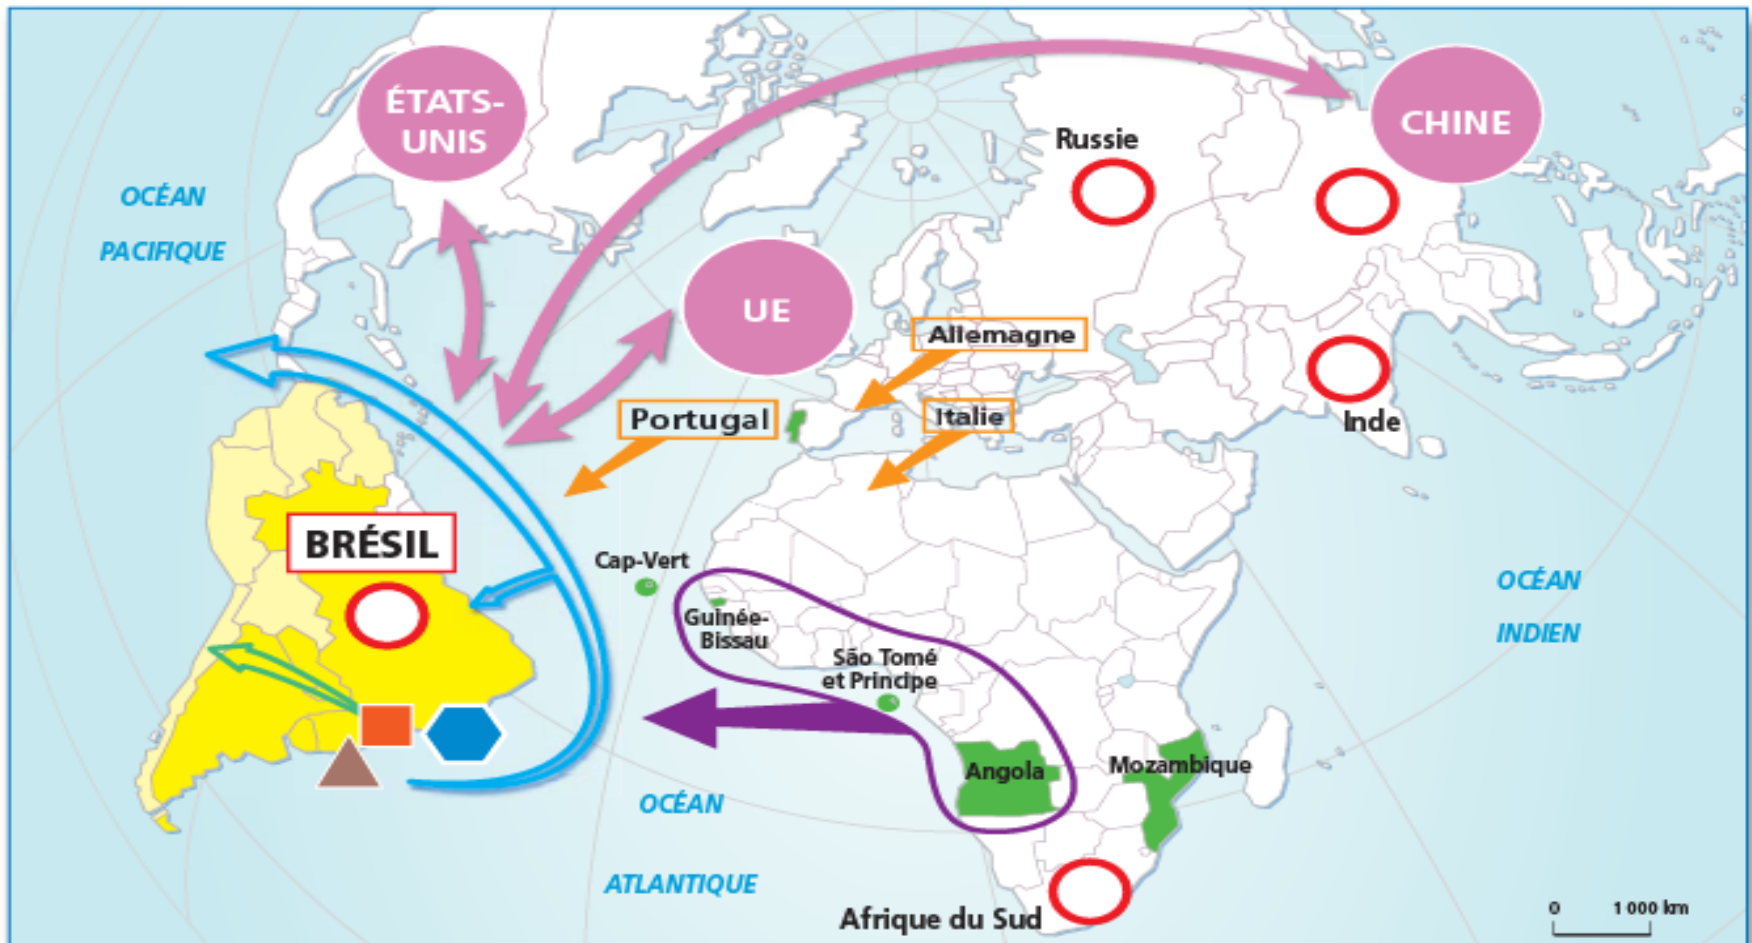 ÉTATS-
UNIS
CHINE
Russie
OCÉAN
PACIFIQUE
UE
Allemagne
Portugal
Italie
Inde
BRÉSIL
Cap-Vert
OCÉAN
INDIEN
Guinée-
Bissau
São Tomé
et Principe
Angola
Mozambique
OCÉAN
ATLANTIQUE
Afrique du Sud
0 1 000 km